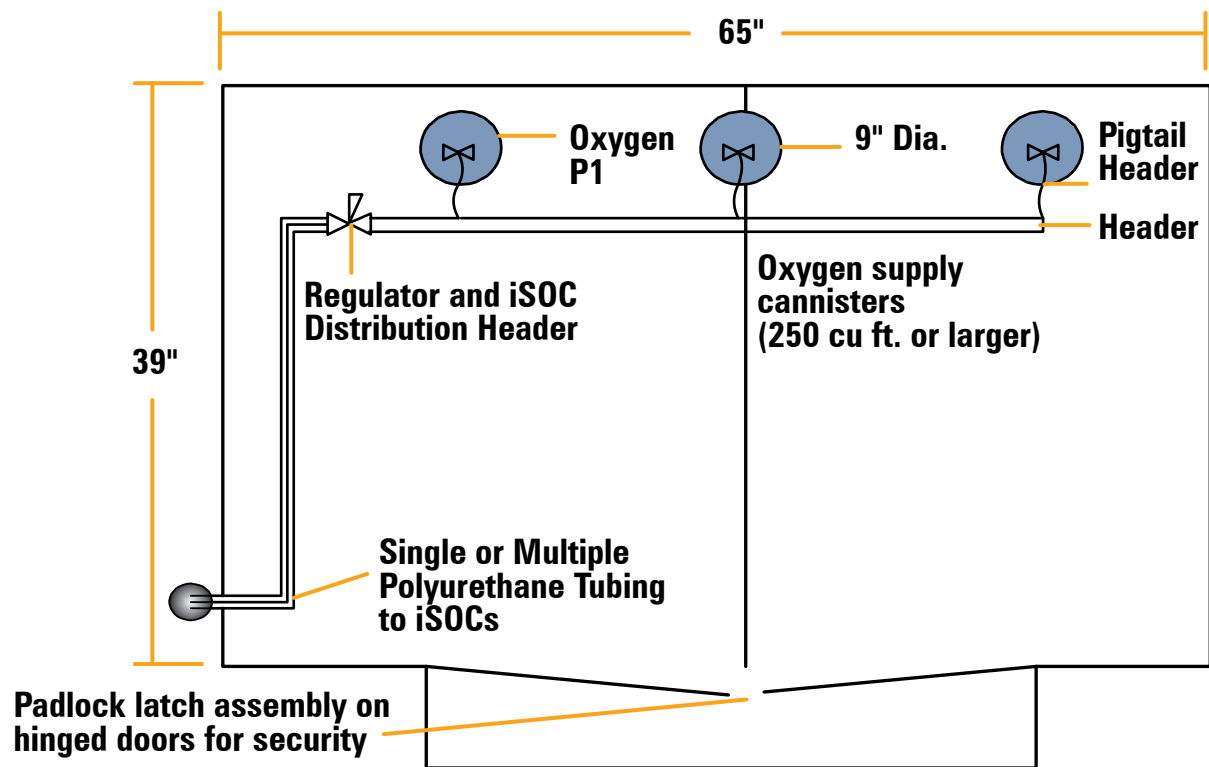 65"
Oxygen
P1
9" Dia.
Pigtail
Header
Header
Regulator and iSOC
Distribution Header
Oxygen supply
cannisters
(250 cu ft. or larger)
39"
Single or Multiple
Polyurethane Tubing
to iSOCs
Padlock latch assembly on
hinged doors for security